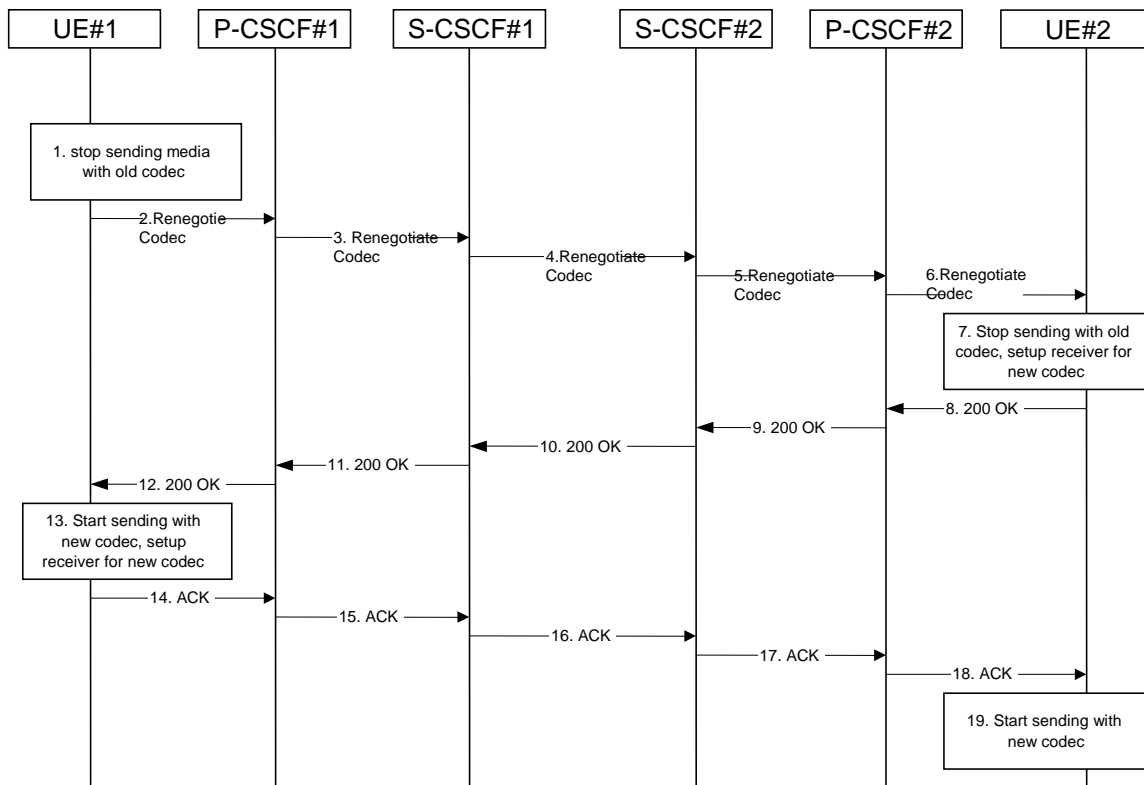 UE#1
P-CSCF#1
S-CSCF#1
S-CSCF#2
P-CSCF#2
UE#2
1. stop sending media
with old codec
2.Renegotie
Codec
3. Renegotiate
Codec
4.Renegotiate
Codec
5.Renegotiate
Codec
6.Renegotiate
Codec
7. Stop sending with old
codec, setup receiver for
new codec
8. 200 OK
9. 200 OK
10. 200 OK
11. 200 OK
12. 200 OK
13. Start sending with
new codec, setup
receiver for new codec
14. ACK
15. ACK
16. ACK
17. ACK
18. ACK
19. Start sending with
new codec